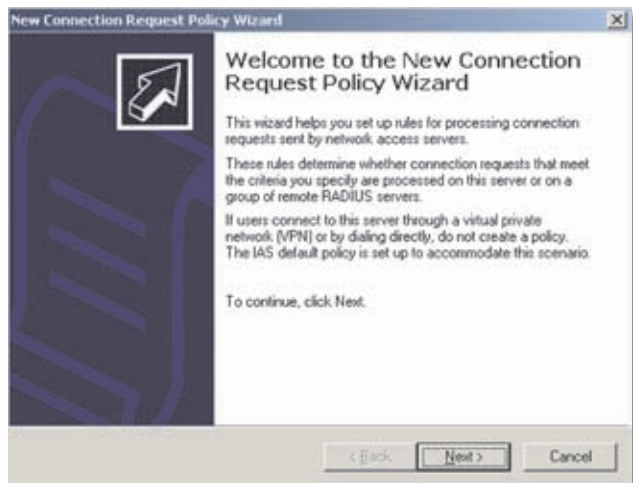 New Connection Request Policy Wizard
Welcome to the New Connection
Request Policy Wizard
This wizard helps you set up rules for processing connection
requests sent by network access servers.
These rules determine whether connection requests that meet
the criteria you specify are processed on this server or on a
group of remote RADIUS servers.
If users connect to this server through a virtual private
network (VPN) or by dialing directly, do not create a policy.
The IAS default policy is set up to accommodate this scenario.
To continue, click Next.
< Back
Next >
Cancel